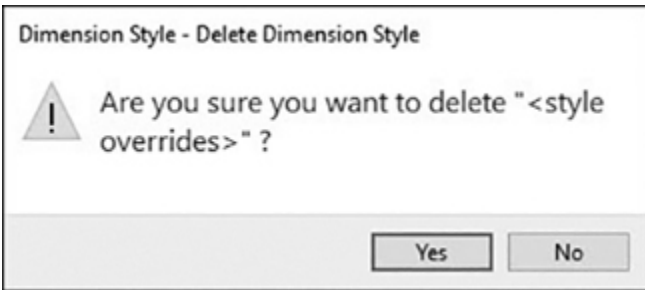 Dimension Style - Delete Dimension Style
Are you sure you want to delete "<style
overrides>" ?
Yes
No